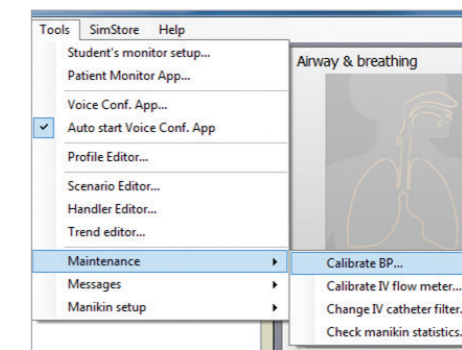 Tools SimStore Help
Student's monitor setup...
Patient Monitor App...
Voice Conf. App...
Auto start Voice Conf. App
Profile Editor...
Scenario Editor...
Handler Editor...
Trend editor...
Maintenance
Messages
Manikin setup
Airway & breathing
Calibrate BP...
Calibrate IV flow meter...
Change IV catheter filter.
Check manikin statistics.